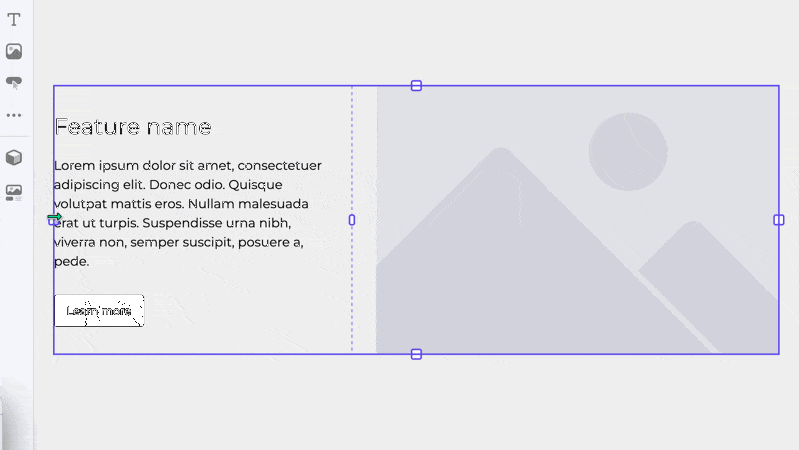 Feature name
Lorem ipsum dolor sit amet, consectetuer
adipiscing elit. Donec odio. Quisque
volutpat mattis eros. Nullam malesuada
erat ut turpis. Suspendisse urna nibh,
viverra non, semper suscipit, posuere a,
pede.
Learn more